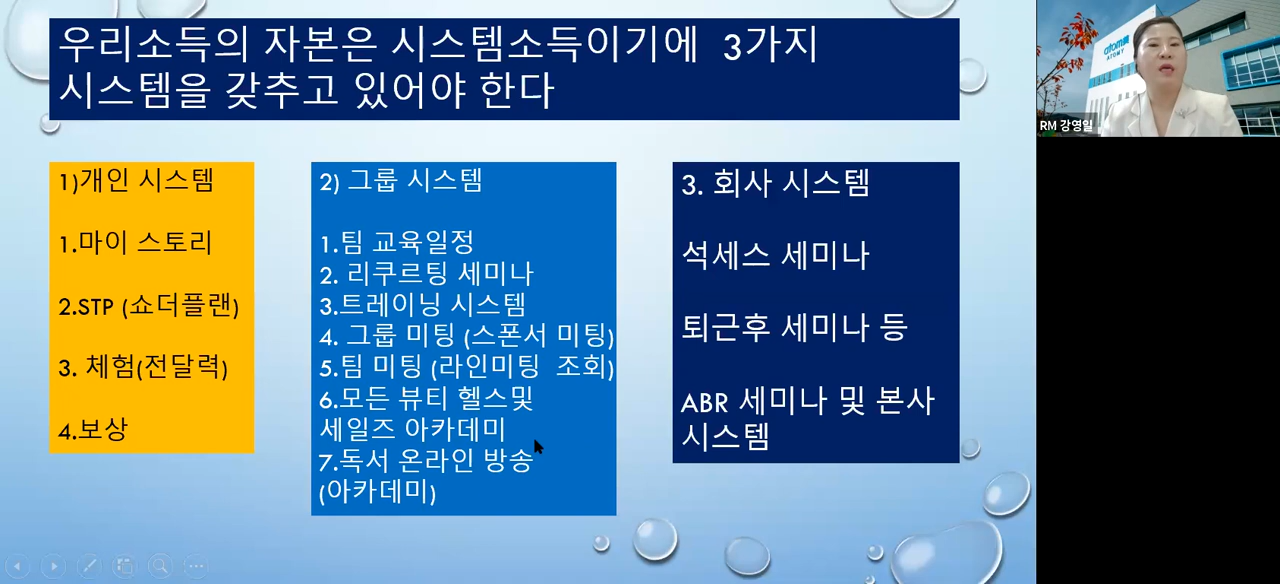 우리소득의 자본은 시스템소득이기에 3가지
시스템을 갖추고 있어야 한다
1)개인 시스템
1.마이 스토리
2.STP (쇼더플랜)
3. 체험(전달력)
4.보상
2) 그룹 시스템
1.팀 교육일정
2. 리쿠르팅 세미나
3.트레이닝 시스템
4. 그룹 미팅 (스폰서 미팅)
5.팀 미팅 (라인미팅 조회)
6.모든 뷰티 헬스및
세일즈 아카데미
7.독서 온라인 방송
(아카데미)
3. 회사 시스템
석세스 세미나
퇴근후 세미나 등
ABR 세미나 및 본사
시스템
atom美
ATOMY
RM 강영일